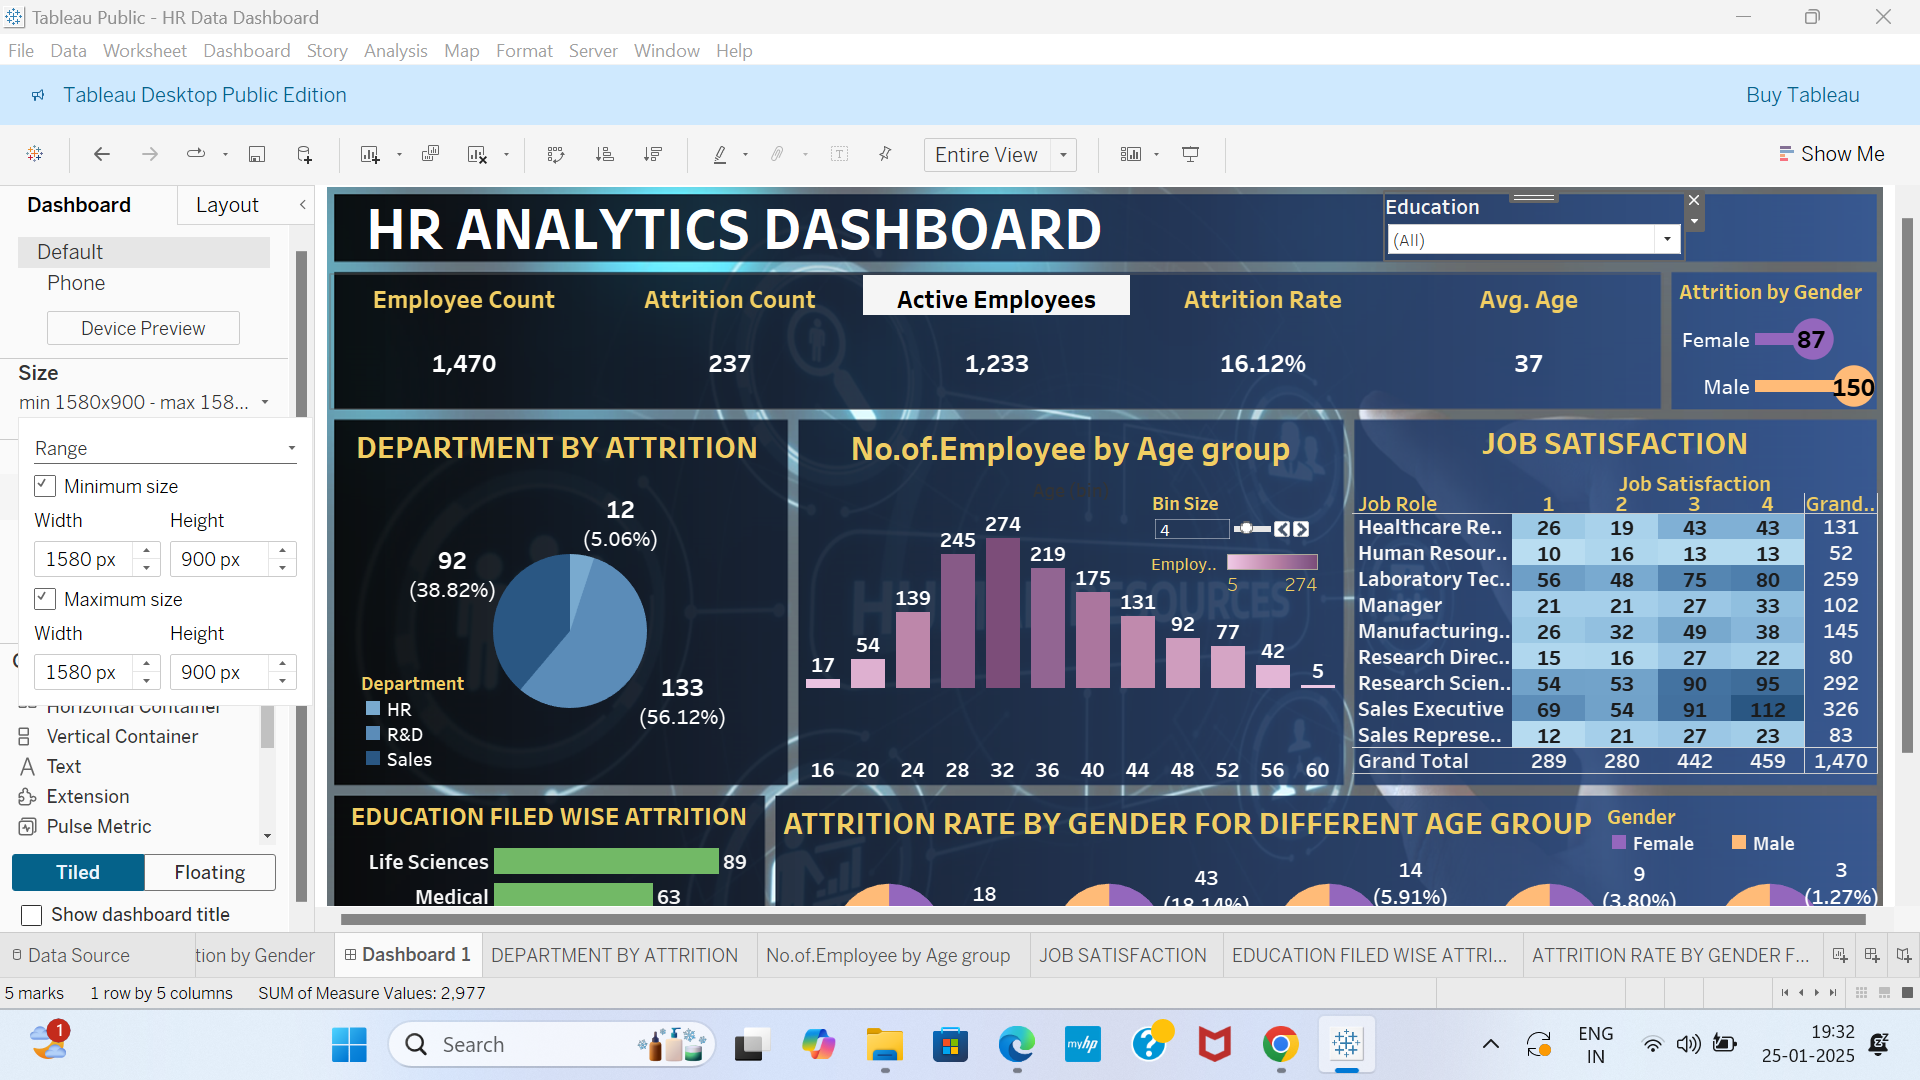 Tableau Public - HR Data Dashboard
File Data Worksheet Dashboard Story Analysis Map Format Server Window Help
Tableau Desktop Public Edition
Buy Tableau
Entire View
Show Me
Dashboard
Layout
Default
Phone
Device Preview
Size
min 1580x900 - max 158...
Range
Minimum size
Width Height
1580 px 900 px
Maximum size
Width Height
1580 px 900 px
Horizontal Container
Vertical Container
Text
Extension
Pulse Metric
Tiled Floating
Show dashboard title
HR ANALYTICS DASHBOARD
Education
(All)
Employee Count Attrition Count Active Employees Attrition Rate Avg. Age
1,470 237 1,233 16.12% 37
Attrition by Gender
Female 87
Male 150
DEPARTMENT BY ATTRITION
12
(5.06%)
92
(38.82%)
133
(56.12%)
Department
HR
R&D
Sales
No.of.Employee by Age group
Bin Size
4
Employ..
5 274
17 54 139 245 274 219 175 131 92 77 42 5
16 20 24 28 32 36 40 44 48 52 56 60
HUMAN RESOURCES
JOB SATISFACTION
Job Satisfaction
Job Role 1 2 3 4 Grand..
Healthcare Re.. 26 19 43 43 131
Human Resour.. 10 16 13 13 52
Laboratory Tec.. 56 48 75 80 259
Manager 21 21 27 33 102
Manufacturing.. 26 32 49 38 145
Research Direc.. 15 16 27 22 80
Research Scien.. 54 53 90 95 292
Sales Executive 69 54 91 112 326
Sales Represe.. 12 21 27 23 83
Grand Total 289 280 442 459 1,470
EDUCATION FILED WISE ATTRITION
Life Sciences 89
Medical 63
ATTRITION RATE BY GENDER FOR DIFFERENT AGE GROUP
Gender
Female Male
18
43
(18.14%)
14
(5.91%)
9
(3.80%)
3
(1.27%)
Data Source
tion by Gender
Dashboard 1
DEPARTMENT BY ATTRITION
No.of.Employee by Age group
JOB SATISFACTION
EDUCATION FILED WISE ATTRI...
ATTRITION RATE BY GENDER F...
5 marks 1 row by 5 columns SUM of Measure Values: 2,977
1
Search
myhp
ENG
IN
19:32
25-01-2025